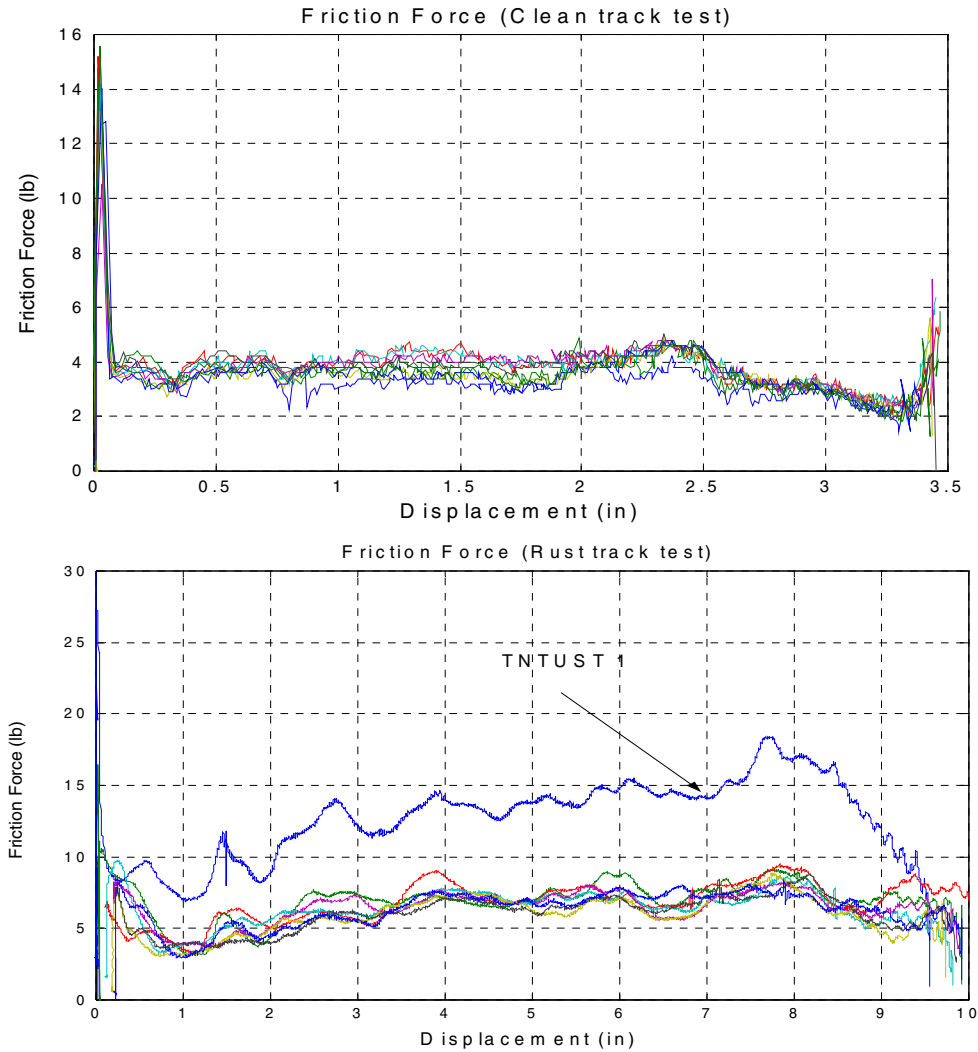 Friction Force (Clean track test)
16
14
12
10
8
6
4
2
0
Friction Force (lb)
0 0.5 1 1.5 2 2.5 3 3.5
Displacement (in)
Friction Force (Rust track test)
30
25
20
15
10
5
0
Friction Force (lb)
TNTUST 1
0 1 2 3 4 5 6 7 8 9 10
Displacement (in)